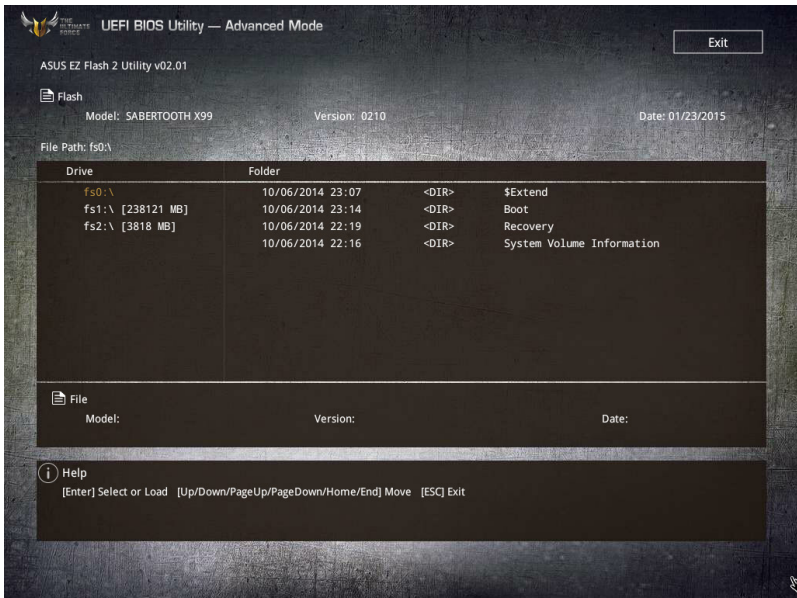 THE ULTIMATE FORCE UEFI BIOS Utility — Advanced Mode
Exit
ASUS EZ Flash 2 Utility v02.01
Flash
Model: SABERTOOTH X99 Version: 0210 Date: 01/23/2015
File Path: fs0:\
Drive Folder
fs0:\ 10/06/2014 23:07 <DIR> $Extend
fs1:\ [238121 MB] 10/06/2014 23:14 <DIR> Boot
fs2:\ [3818 MB] 10/06/2014 22:19 <DIR> Recovery
10/06/2014 22:16 <DIR> System Volume Information
File
Model: Version: Date:
Help
[Enter] Select or Load [Up/Down/PageUp/PageDown/Home/End] Move [ESC] Exit